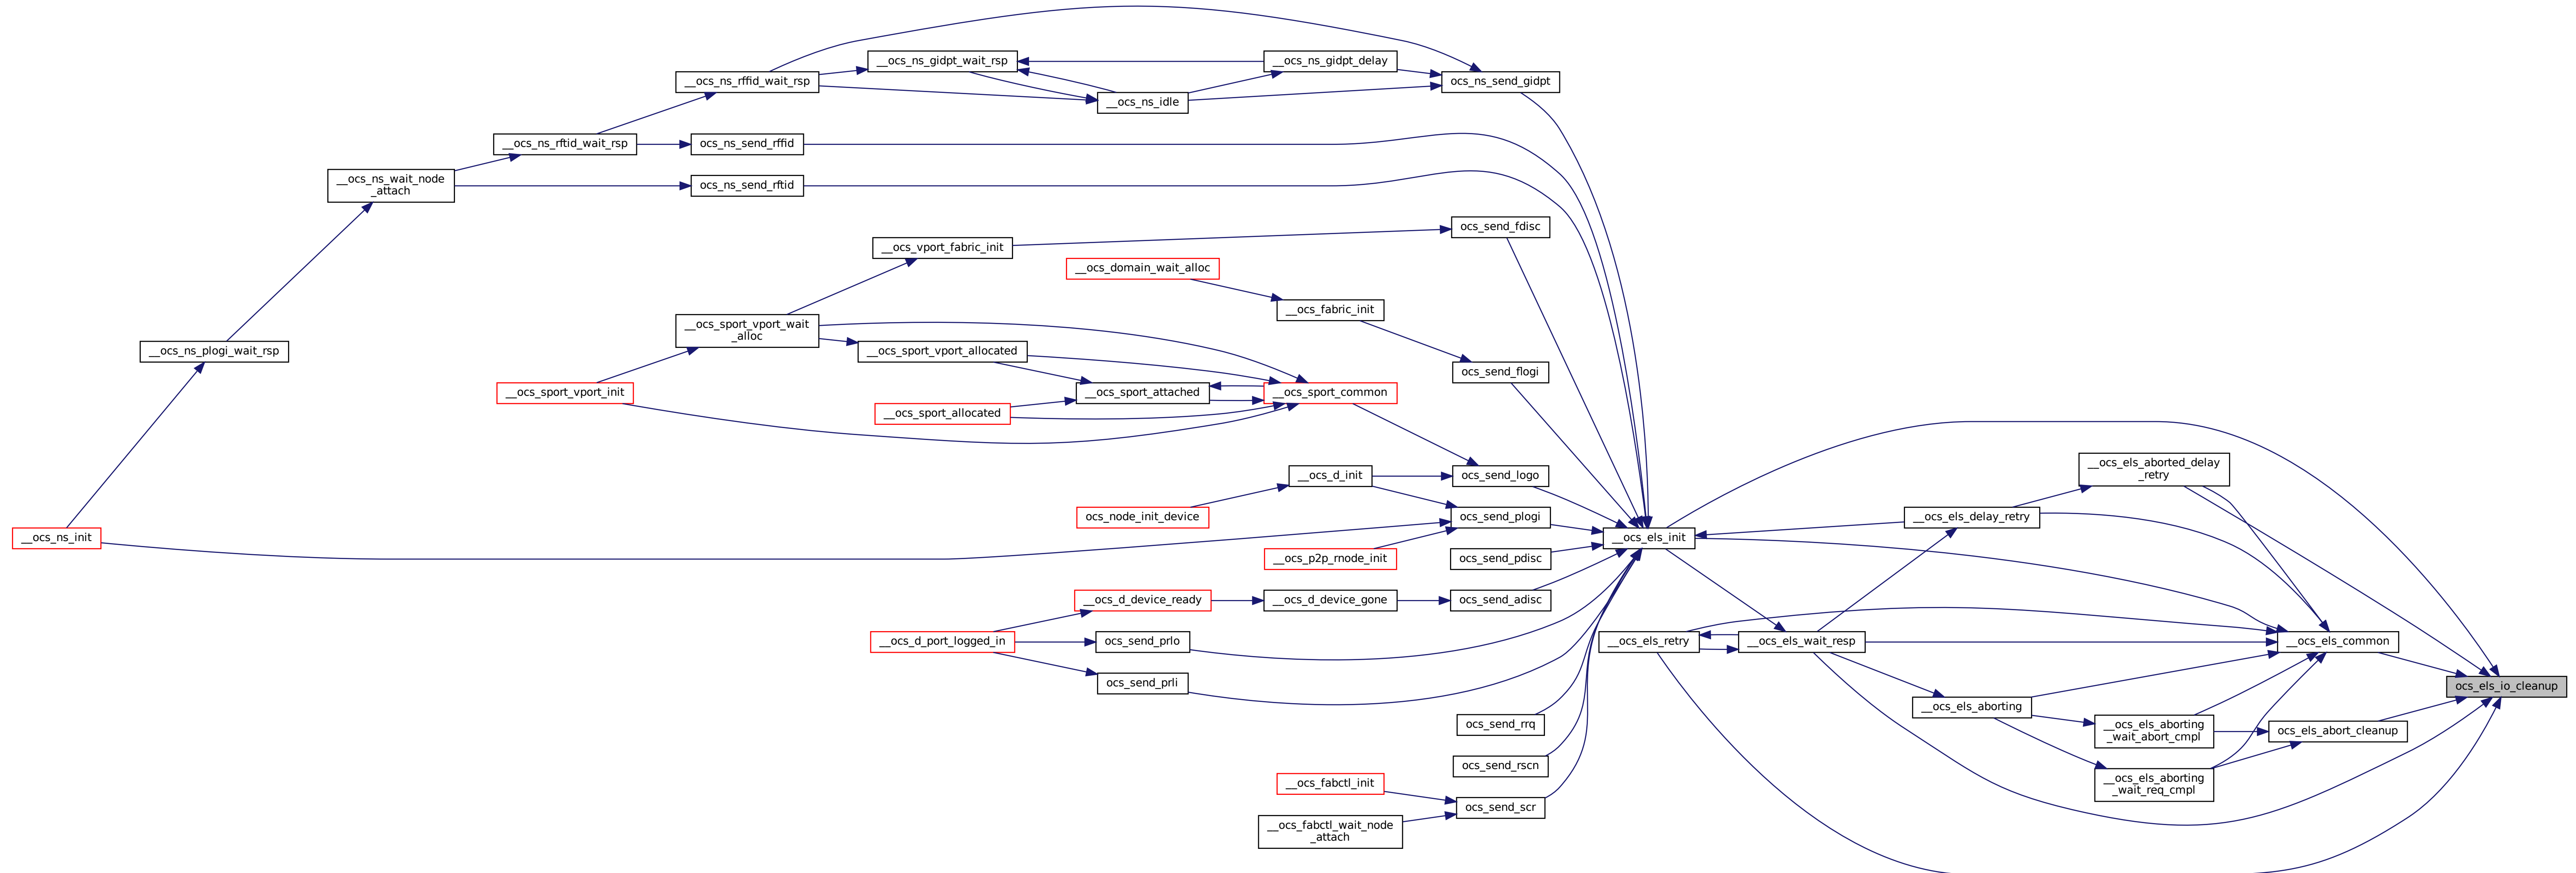 __ocs_ns_gidpt_wait_rsp
__ocs_ns_gidpt_delay
__ocs_ns_rffid_wait_rsp
ocs_ns_send_gidpt
__ocs_ns_idle
__ocs_ns_rftid_wait_rsp
ocs_ns_send_rffid
__ocs_ns_wait_node
_attach
ocs_ns_send_rftid
ocs_send_fdisc
__ocs_vport_fabric_init
__ocs_domain_wait_alloc
__ocs_fabric_init
__ocs_sport_vport_wait
_alloc
__ocs_ns_plogi_wait_rsp
__ocs_sport_vport_allocated
ocs_send_flogi
__ocs_sport_vport_init
__ocs_sport_attached
__ocs_sport_common
__ocs_sport_allocated
__ocs_d_init
ocs_send_logo
__ocs_els_aborted_delay
_retry
ocs_node_init_device
ocs_send_plogi
__ocs_els_delay_retry
__ocs_ns_init
__ocs_els_init
__ocs_p2p_rnode_init
ocs_send_pdisc
__ocs_d_device_ready
__ocs_d_device_gone
ocs_send_adisc
__ocs_d_port_logged_in
ocs_send_prlo
__ocs_els_retry
__ocs_els_wait_resp
__ocs_els_common
ocs_send_prli
ocs_els_io_cleanup
__ocs_els_aborting
ocs_send_rrq
__ocs_els_aborting
_wait_abort_cmpl
ocs_els_abort_cleanup
ocs_send_rscn
__ocs_els_aborting
_wait_req_cmpl
__ocs_fabctl_init
ocs_send_scr
__ocs_fabctl_wait_node
_attach